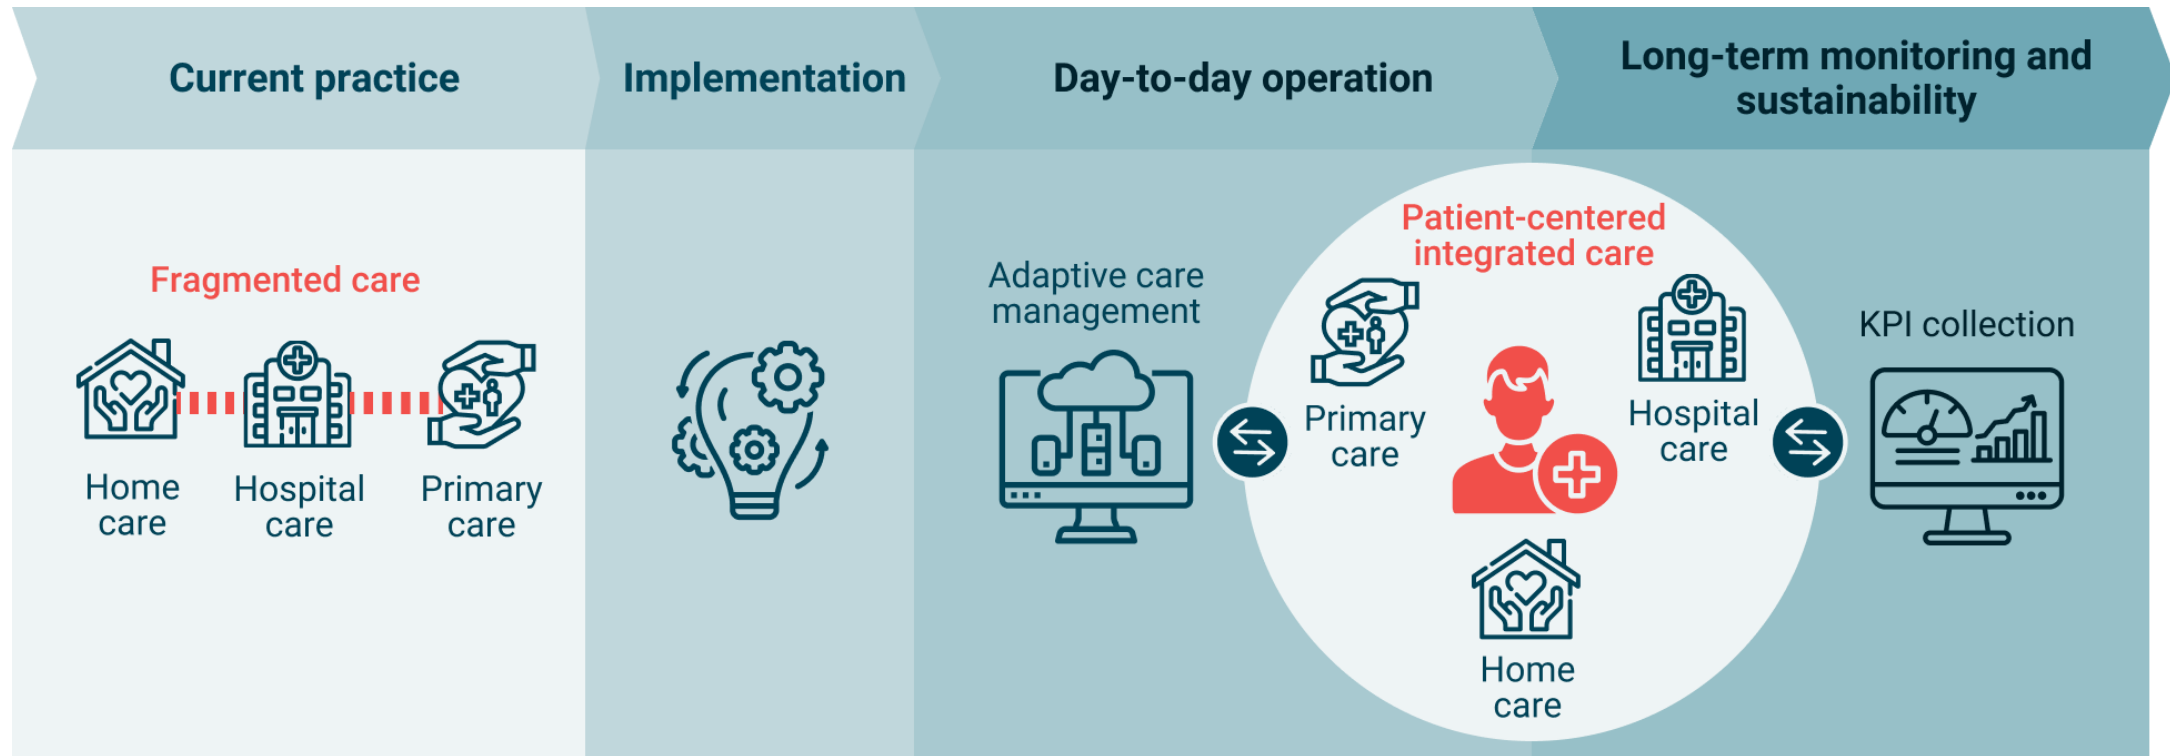 Current practice
Implementation
Day-to-day operation
Long-term monitoring and
sustainability
Fragmented care
Home
care
Hospital
care
Primary
care
Adaptive care
management
Patient-centered
integrated care
Primary
care
Hospital
care
Home
care
KPI collection